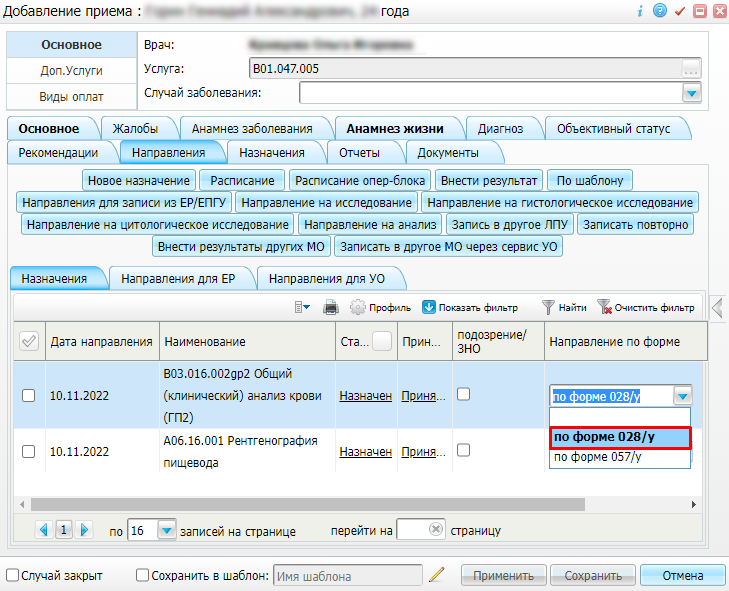 Добавление приема : года
Основное
Доп.Услуги
Виды оплат
Врач:
Услуга: B01.047.005 ...
Случай заболевания:
Основное Жалобы Анамнез заболевания Анамнез жизни Диагноз Объективный статус
Рекомендации Направления Назначения Отчеты Документы
Новое назначение Расписание Расписание опер-блока Внести результат По шаблону
Направления для записи из ЕР/ЕПГУ Направление на исследование Направление на гистологическое исследование
Направление на цитологическое исследование Направление на анализ Запись в другое ЛПУ Записать повторно
Внести результаты других МО Записать в другое МО через сервис УО
Назначения Направления для ЕР Направления для УО
Профиль Показать фильтр Найти Очистить фильтр
Дата направления Наименование Ста... Прин... подозрение/ЗНО Направление по форме
10.11.2022
B03.016.002gp2 Общий
(клинический) анализ крови
(ГП2)
Назначен Приня...
по форме 028/у
по форме 028/у
по форме 057/у
10.11.2022
A06.16.001 Рентгенография
пищевода
Назначен Приня...
1 по 16 записей на странице перейти на страницу
Случай закрыт Сохранить в шаблон: Имя шаблона Применить Сохранить Отмена